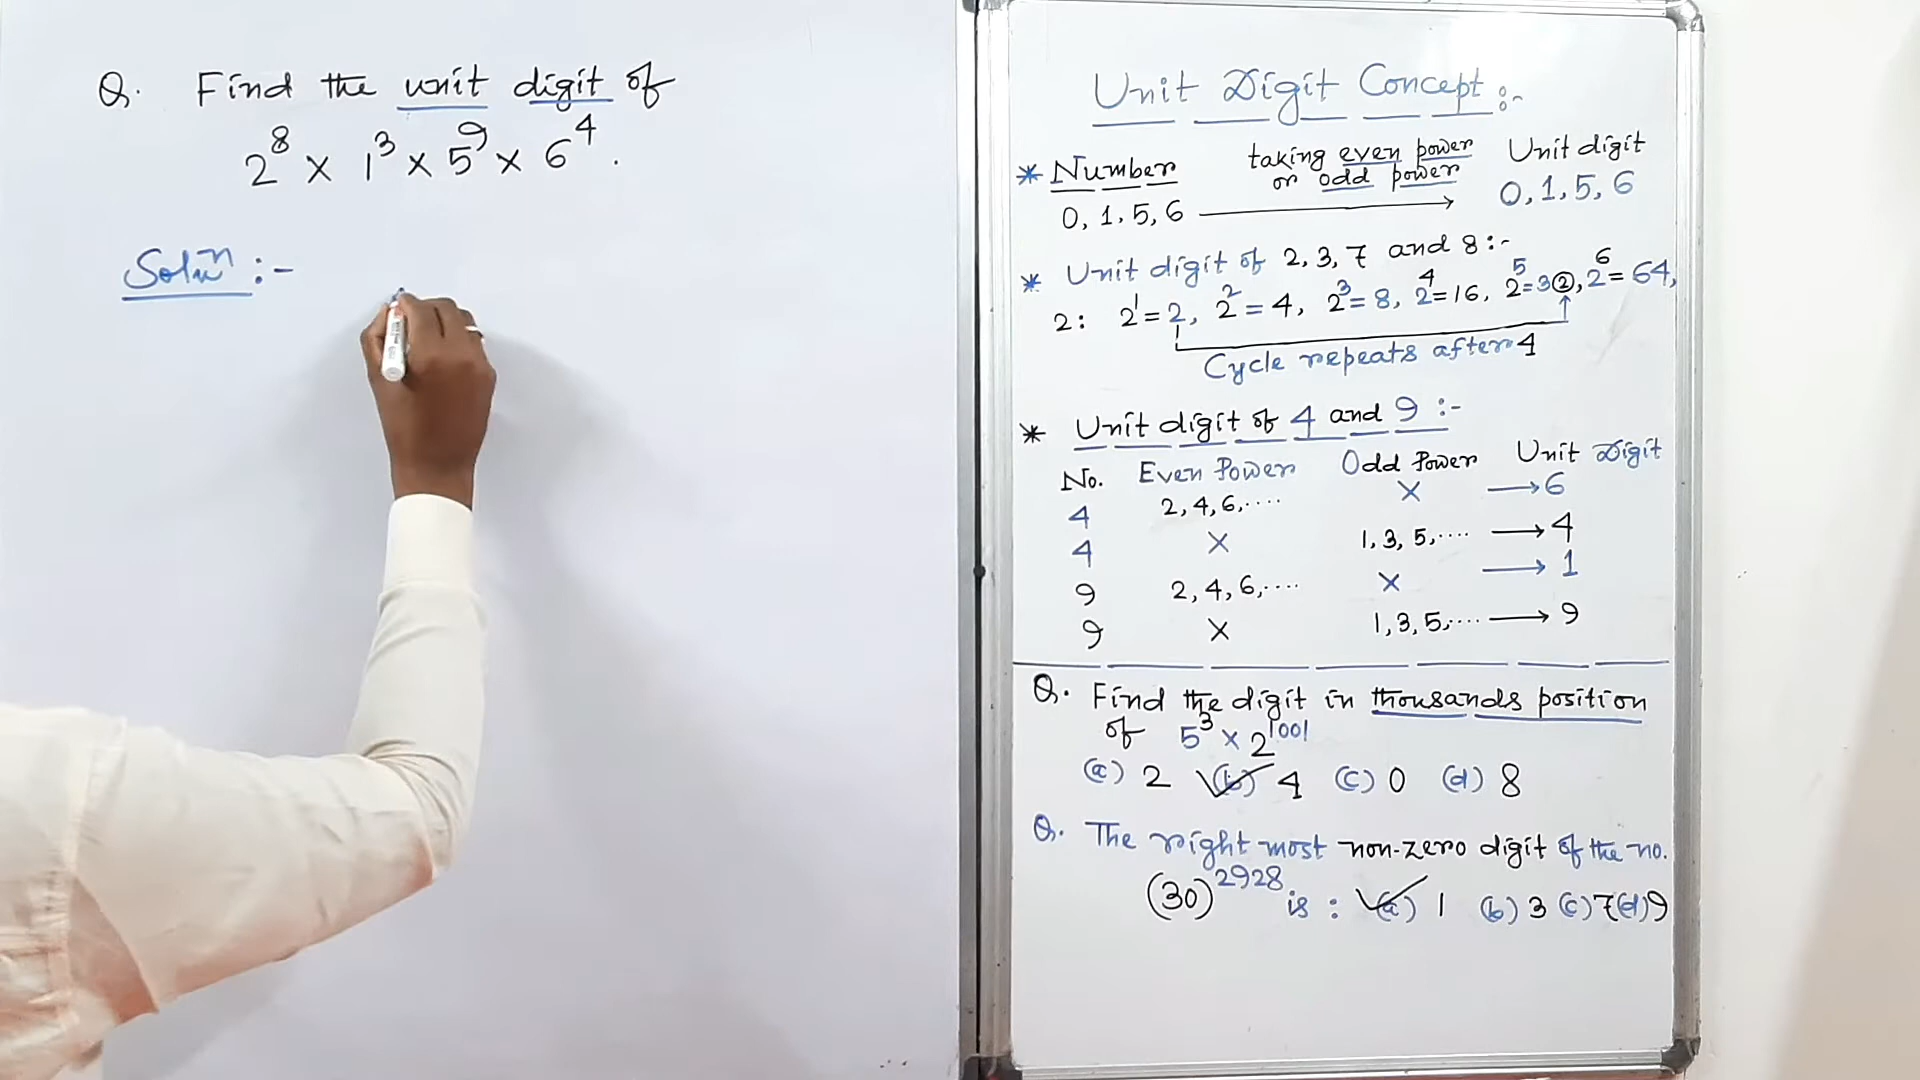 Q. Find the unit digit of
2⁸ × 1³ × 5⁹ × 6⁴.
Soluⁿ :-
Unit Digit Concept :-
* Number taking even power or odd power Unit digit
0, 1, 5, 6 ⟶ 0, 1, 5, 6
* Unit digit of 2, 3, 7 and 8 :-
2: 2¹=2, 2²=4, 2³=8, 2⁴=16, 2⁵=32, 2⁶=64,
Cycle repeats after 4
* Unit digit of 4 and 9 :-
No. Even Power Odd Power Unit Digit
4 2, 4, 6,.... × ⟶ 6
4 × 1, 3, 5,.... ⟶ 4
9 2, 4, 6,.... × ⟶ 1
9 × 1, 3, 5,.... ⟶ 9
Q. Find the digit in thousands position
of 5³ × 2¹⁰⁰¹
(a) 2 (b) 4 (c) 0 (d) 8
Q. The right most non-zero digit of the no.
(30)²⁹²⁸ is : (a) 1 (b) 3 (c) 7 (d) 9